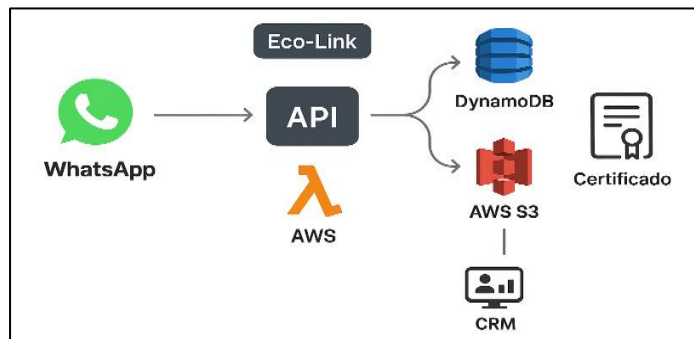 Eco-Link
WhatsApp
API
AWS
DynamoDB
AWS S3
CRM
Certificado